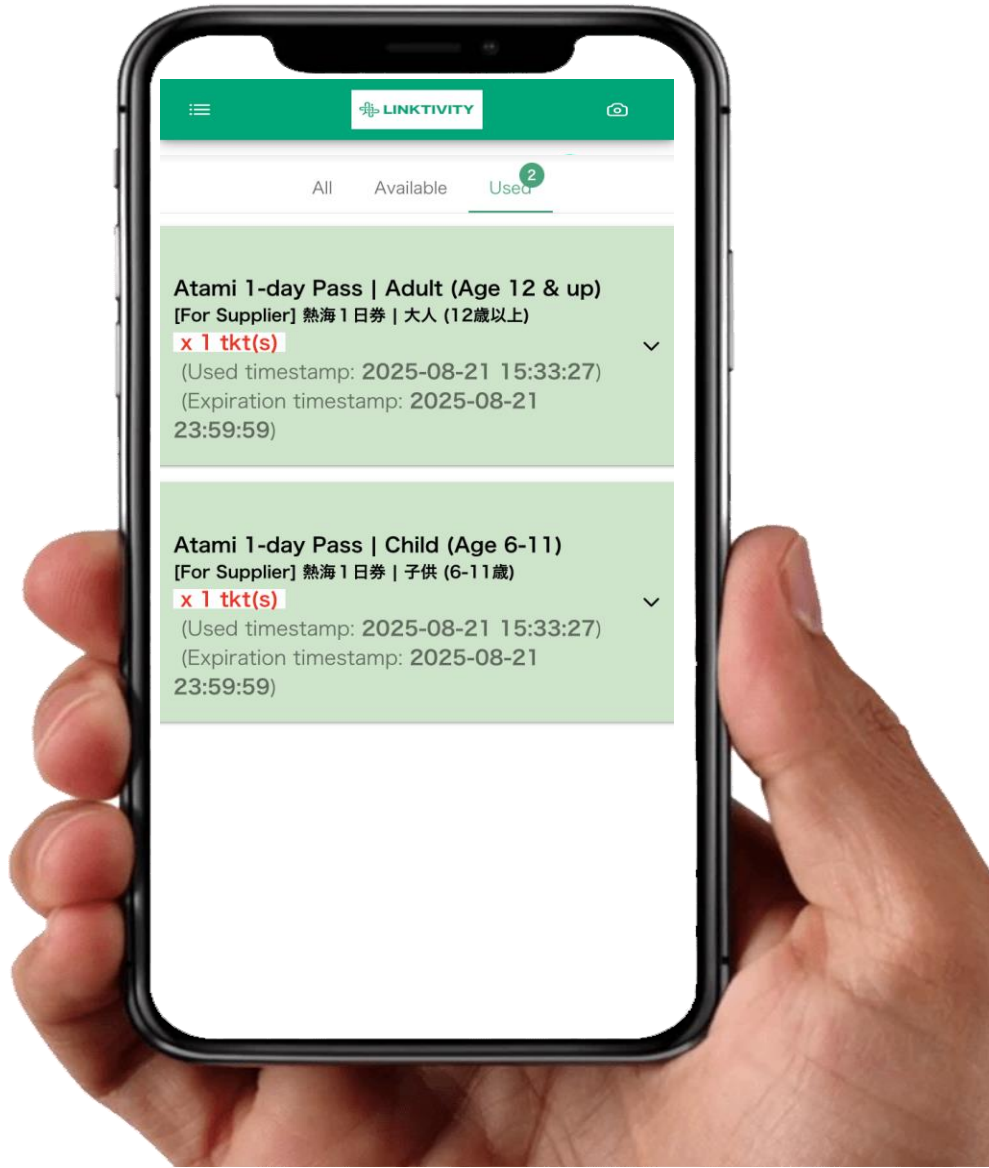 LINKTIVITY
All Available Used 2
Atami 1-day Pass | Adult (Age 12 & up)
[For Supplier] 熱海1日券 | 大人 (12歳以上)
x 1 tkt(s)
(Used timestamp: 2025-08-21 15:33:27)
(Expiration timestamp: 2025-08-21
23:59:59)
Atami 1-day Pass | Child (Age 6-11)
[For Supplier] 熱海1日券 | 子供 (6-11歳)
x 1 tkt(s)
(Used timestamp: 2025-08-21 15:33:27)
(Expiration timestamp: 2025-08-21
23:59:59)